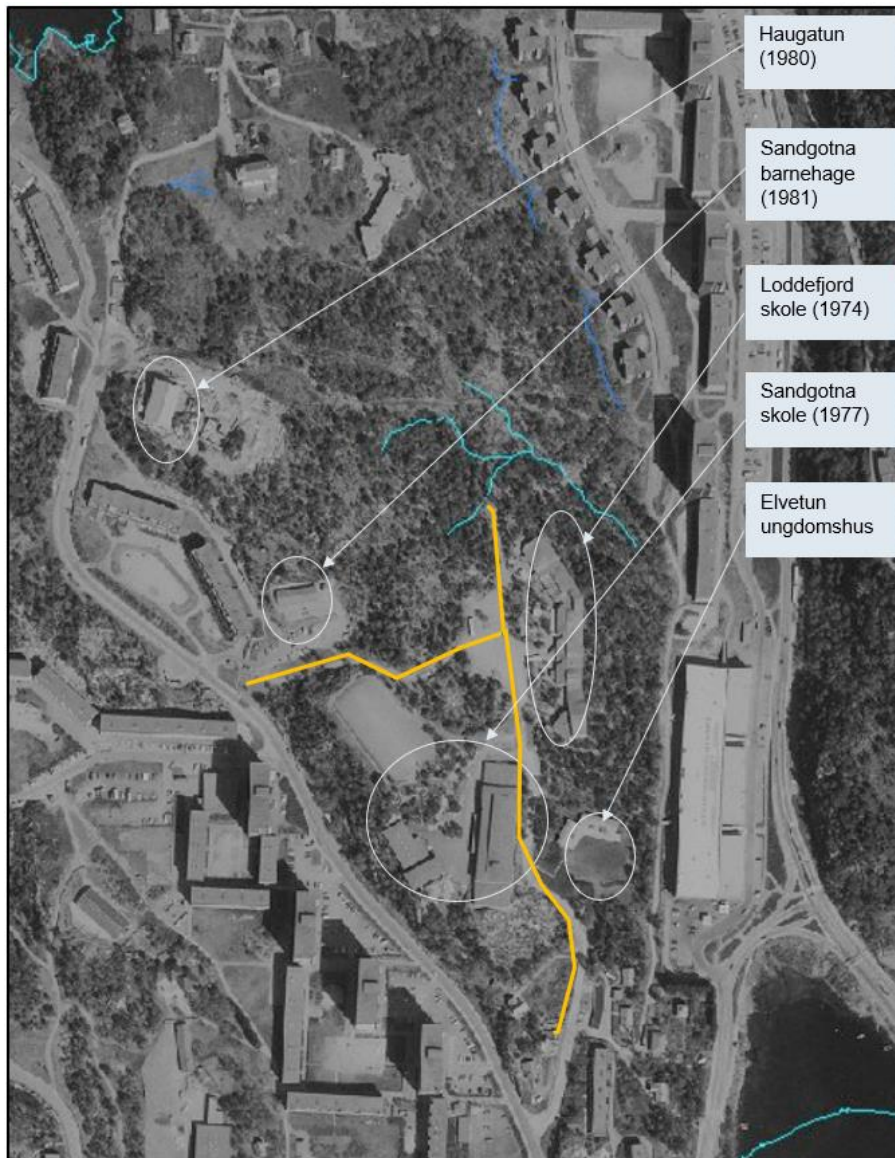 Haugatun
(1980)
Sandgotna
barnehage
(1981)
Loddefjord
skole (1974)
Sandgotna
skole (1977)
Elvetun
ungdomshus